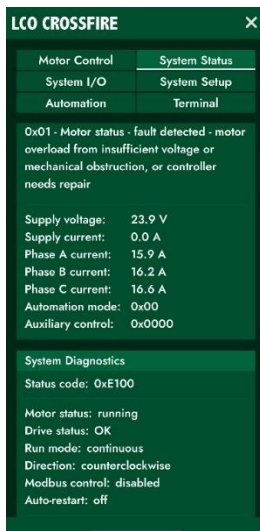 LCO CROSSFIRE ×
Motor Control System Status
System I/O System Setup
Automation Terminal
0x01 - Motor status - fault detected - motor
overload from insufficient voltage or
mechanical obstruction, or controller
needs repair
Supply voltage: 23.9 V
Supply current: 0.0 A
Phase A current: 15.9 A
Phase B current: 16.2 A
Phase C current: 16.6 A
Automation mode: 0x00
Auxiliary control: 0x0000
System Diagnostics
Status code: 0xE100
Motor status: running
Drive status: OK
Run mode: continuous
Direction: counterclockwise
Modbus control: disabled
Auto-restart: off